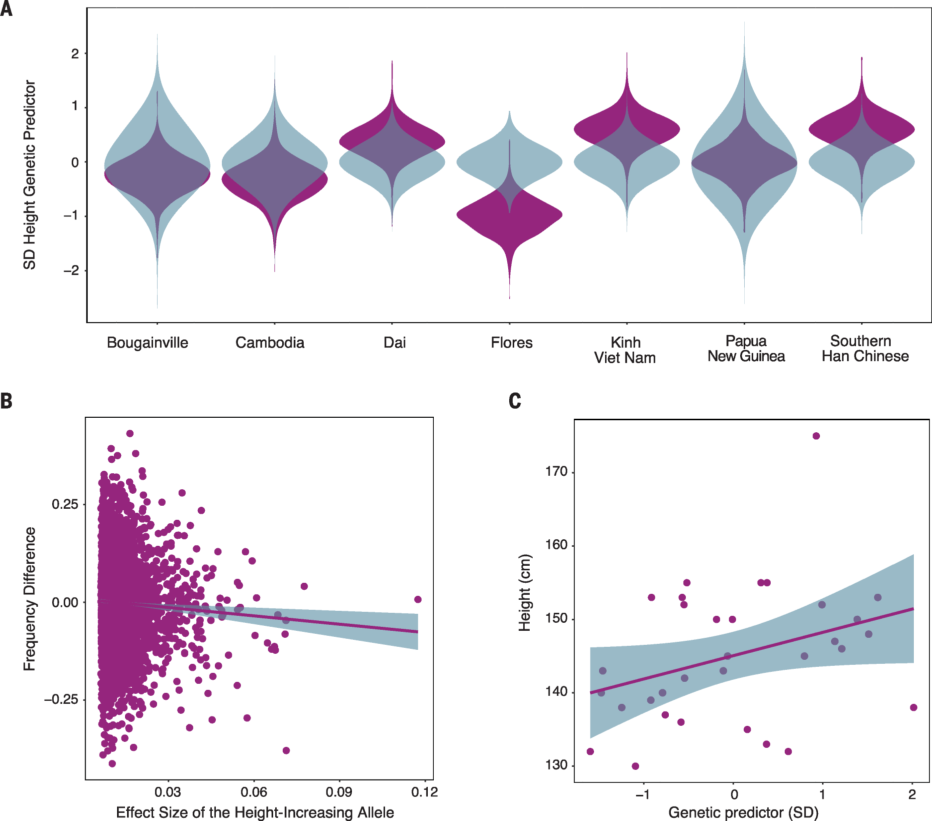 A
SD Height Genetic Predictor
2
1
0
−1
−2
Bougainville
Cambodia
Dai
Flores
Kinh
Viet Nam
Papua
New Guinea
Southern
Han Chinese
B
Frequency Difference
0.25
0.00
−0.25
0.03
0.06
0.09
0.12
Effect Size of the Height-Increasing Allele
C
Height (cm)
170
160
150
140
130
−1
0
1
2
Genetic predictor (SD)